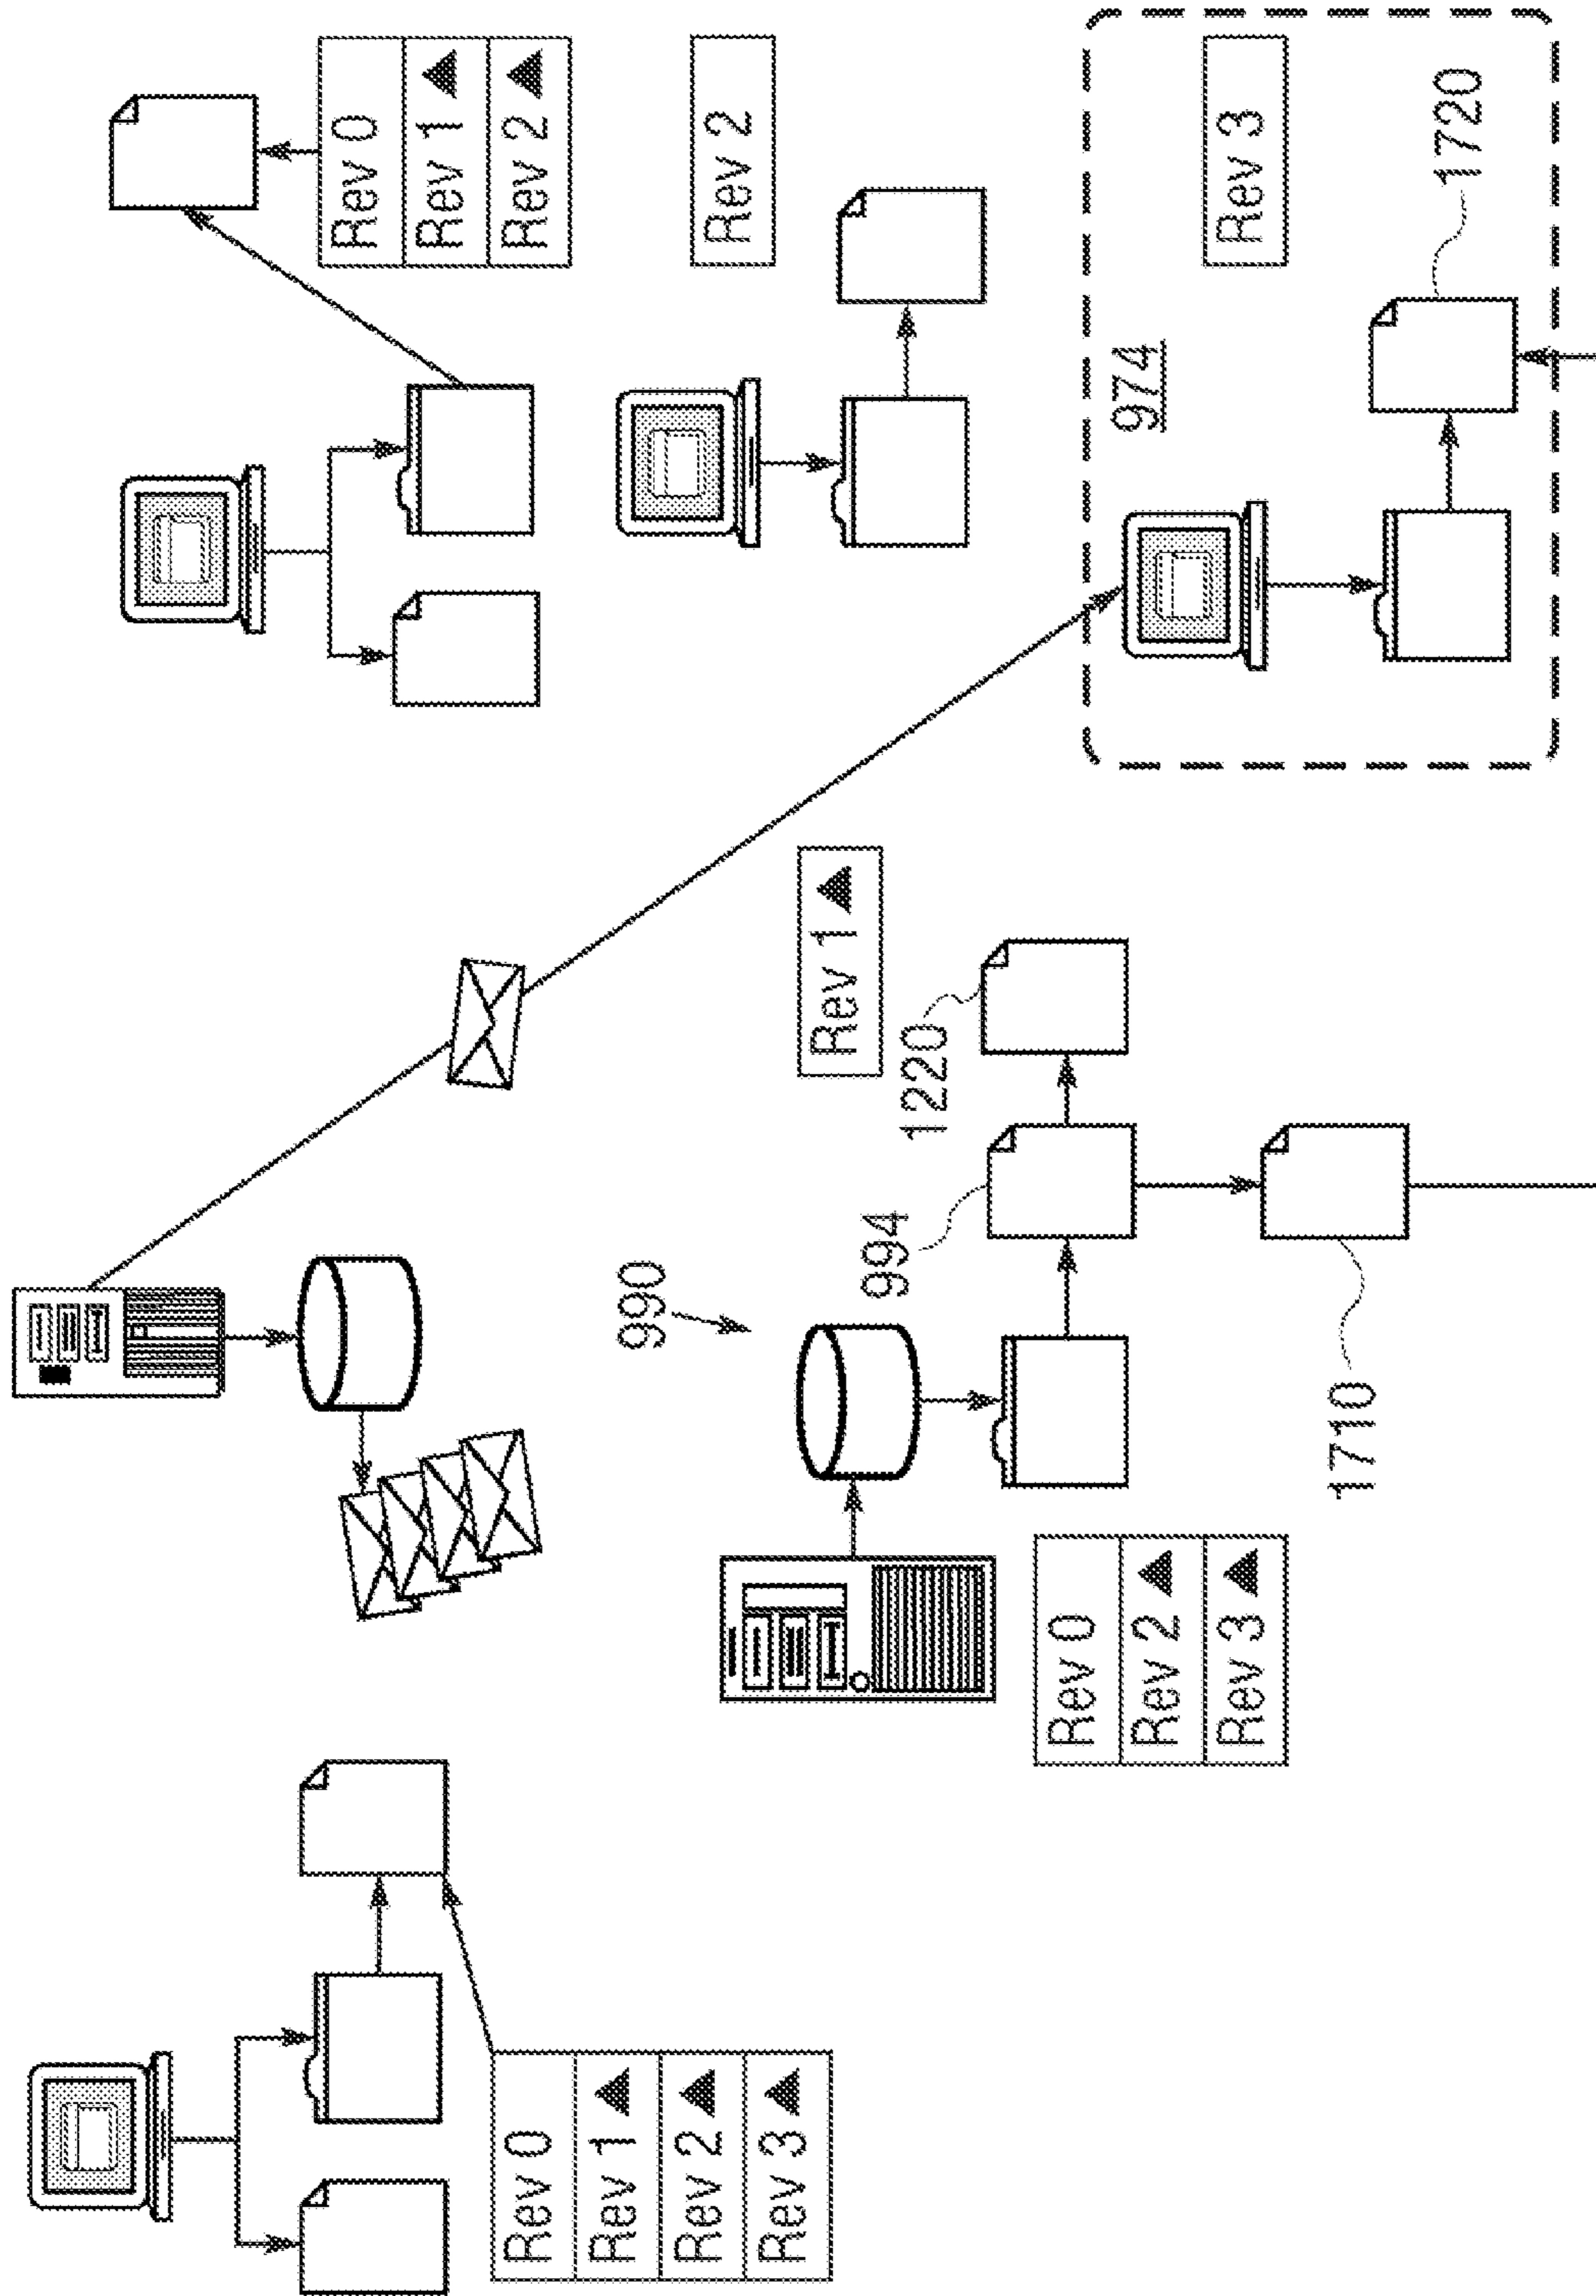 Rev 0
Rev 1 ▲
Rev 2 ▲
Rev 0
Rev 1 ▲
Rev 2 ▲
Rev 3 ▲
990
Rev 2
Rev 1 ▲
994
1220
Rev 0
Rev 2 ▲
Rev 3 ▲
974
Rev 3
1710
1720